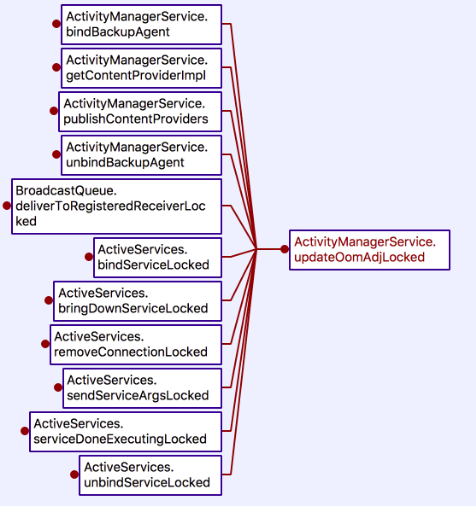 ActivityManagerService.
bindBackupAgent
ActivityManagerService.
getContentProviderImpl
ActivityManagerService.
publishContentProviders
ActivityManagerService.
unbindBackupAgent
BroadcastQueue.
deliverToRegisteredReceiverLoc
ked
ActiveServices.
bindServiceLocked
ActiveServices.
bringDownServiceLocked
ActiveServices.
removeConnectionLocked
ActiveServices.
sendServiceArgsLocked
ActiveServices.
serviceDoneExecutingLocked
ActiveServices.
unbindServiceLocked
ActivityManagerService.
updateOomAdjLocked